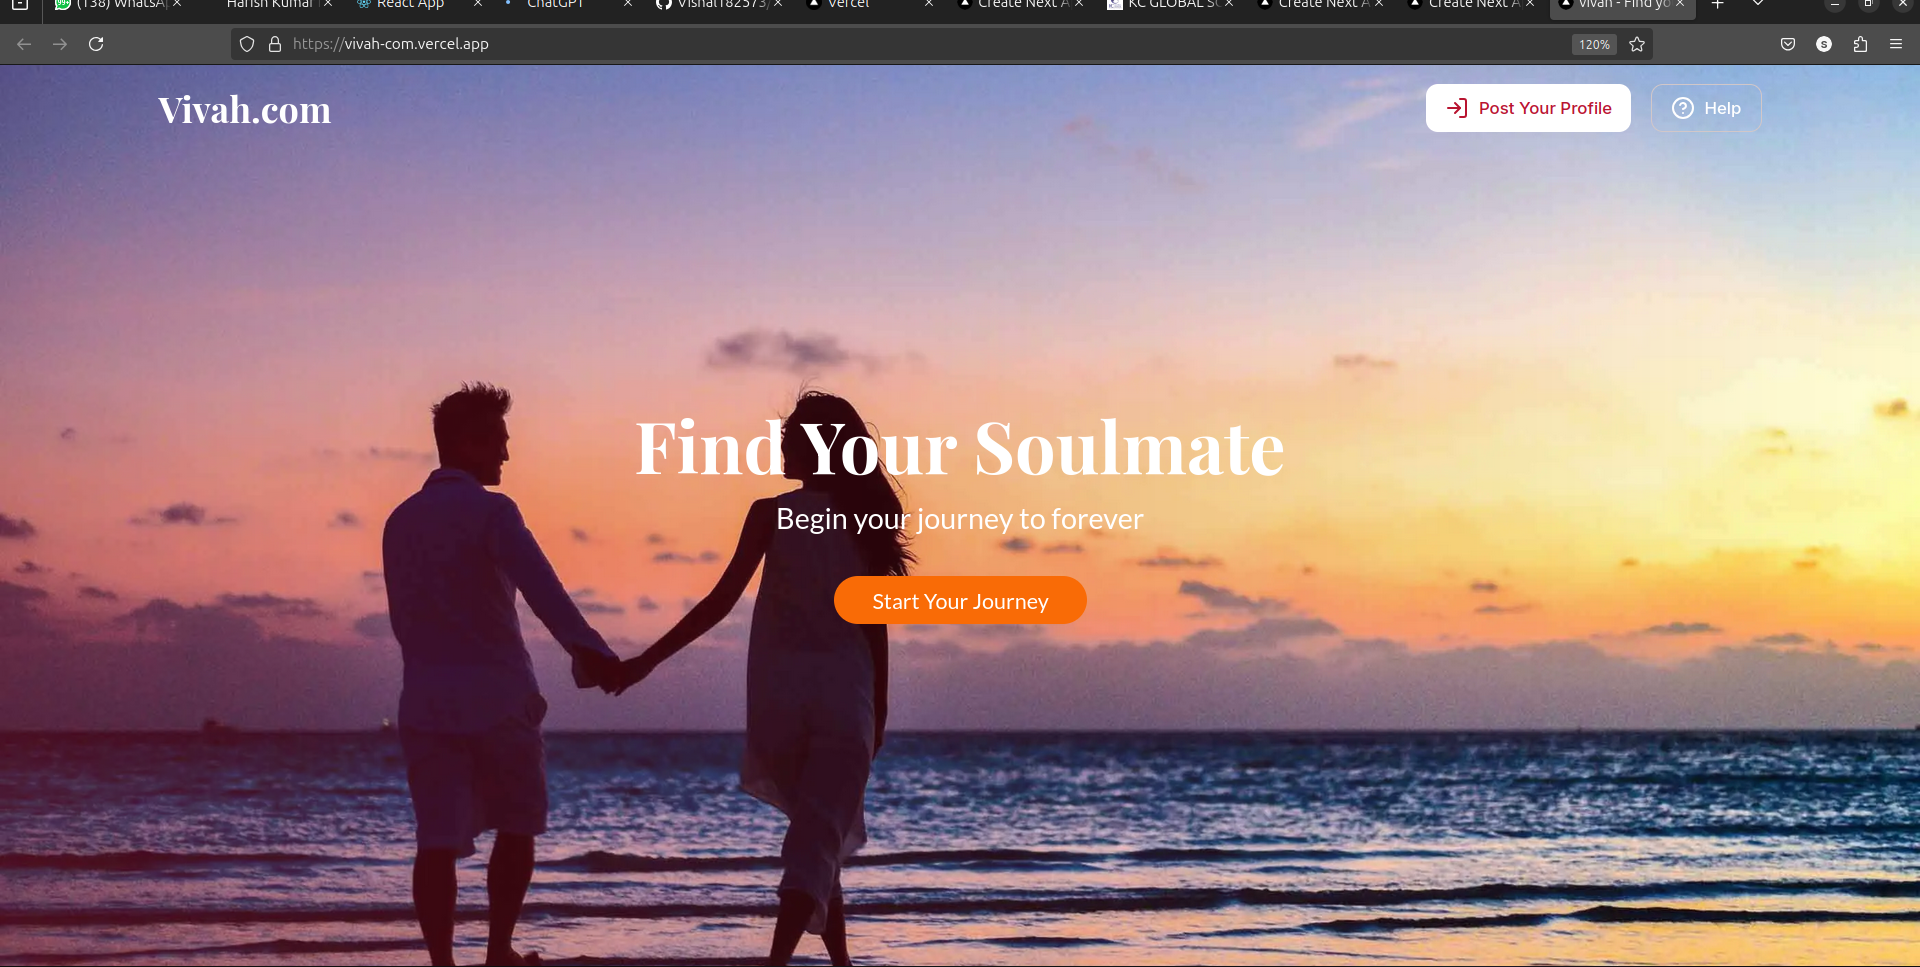 (138) WhatsA
Harish Kumar
React App
ChatGPT
Vishal182573/
Vercel
Create Next A
KC GLOBAL SC
Create Next A
Create Next A
Vivah - Find yo
https://vivah-com.vercel.app
120%
S
Vivah.com
Post Your Profile
Help
Find Your Soulmate
Begin your journey to forever
Start Your Journey